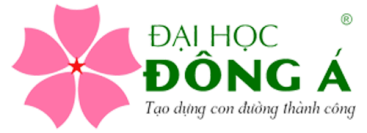 ĐẠI HỌC ®
ĐÔNG Á
Tạo dựng con đường thành công